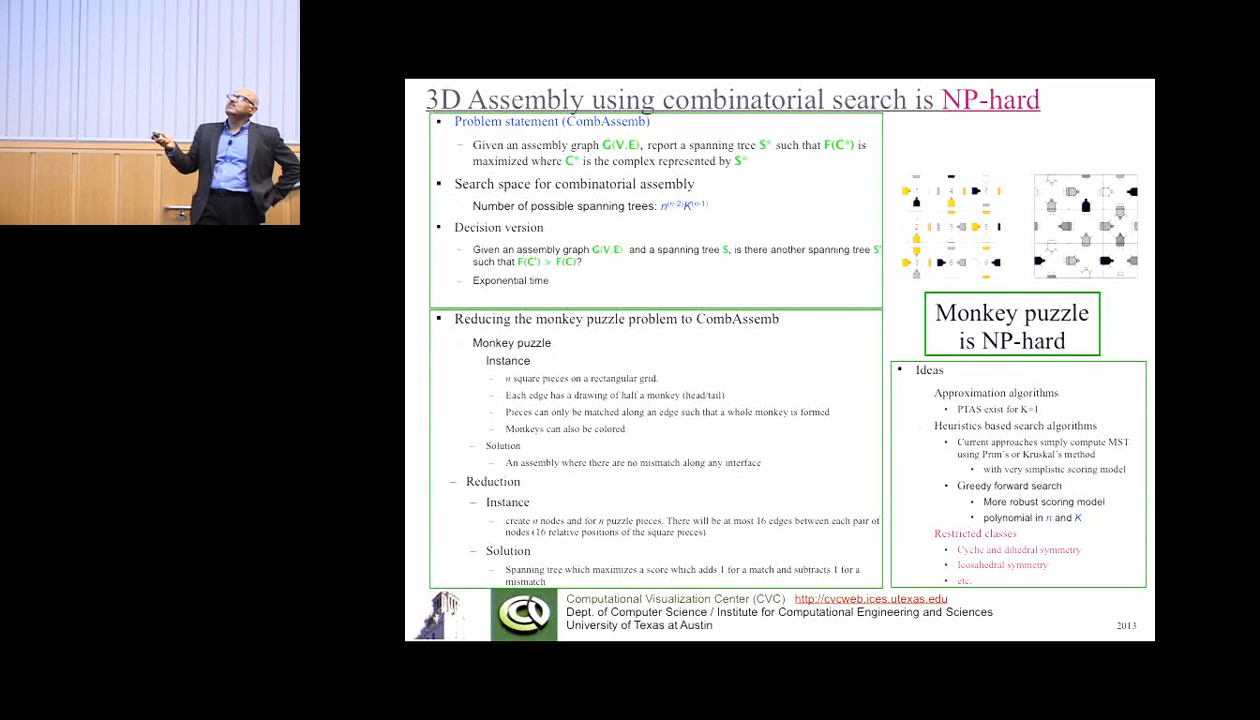 3D Assembly using combinatorial search is NP-hard
Problem statement (CombAssemb)
Given an assembly graph G(V.E), report a spanning tree S* such that F(C*) is
maximized where C* is the complex represented by S*
Search space for combinatorial assembly
Number of possible spanning trees: n(n-2)K(n-1)
Decision version
Given an assembly graph G(V.E) and a spanning tree S, is there another spanning tree S'
such that F(C') > F(C)?
Exponential time
Reducing the monkey puzzle problem to CombAssemb
Monkey puzzle
Instance
n square pieces on a rectangular grid.
Each edge has a drawing of half a monkey (head/tail)
Pieces can only be matched along an edge such that a whole monkey is formed
Monkeys can also be colored
Solution
An assembly where there are no mismatch along any interface
Reduction
Instance
create n nodes and for n puzzle pieces. There will be at most 16 edges between each pair of
nodes (16 relative positions of the square pieces)
Solution
Spanning tree which maximizes a score which adds 1 for a match and subtracts 1 for a
mismatch
Monkey puzzle
is NP-hard
Ideas
Approximation algorithms
PTAS exist for K=1
Heuristics based search algorithms
Current approaches simply compute MST
using Prim's or Kruskal's method
with very simplistic scoring model
Greedy forward search
More robust scoring model
polynomial in n and K
Restricted classes
Cyclic and dihedral symmetry
Icosahedral symmetry
etc.
Computational Visualization Center (CVC) http://cvcweb.ices.utexas.edu
Dept. of Computer Science / Institute for Computational Engineering and Sciences
University of Texas at Austin
2013